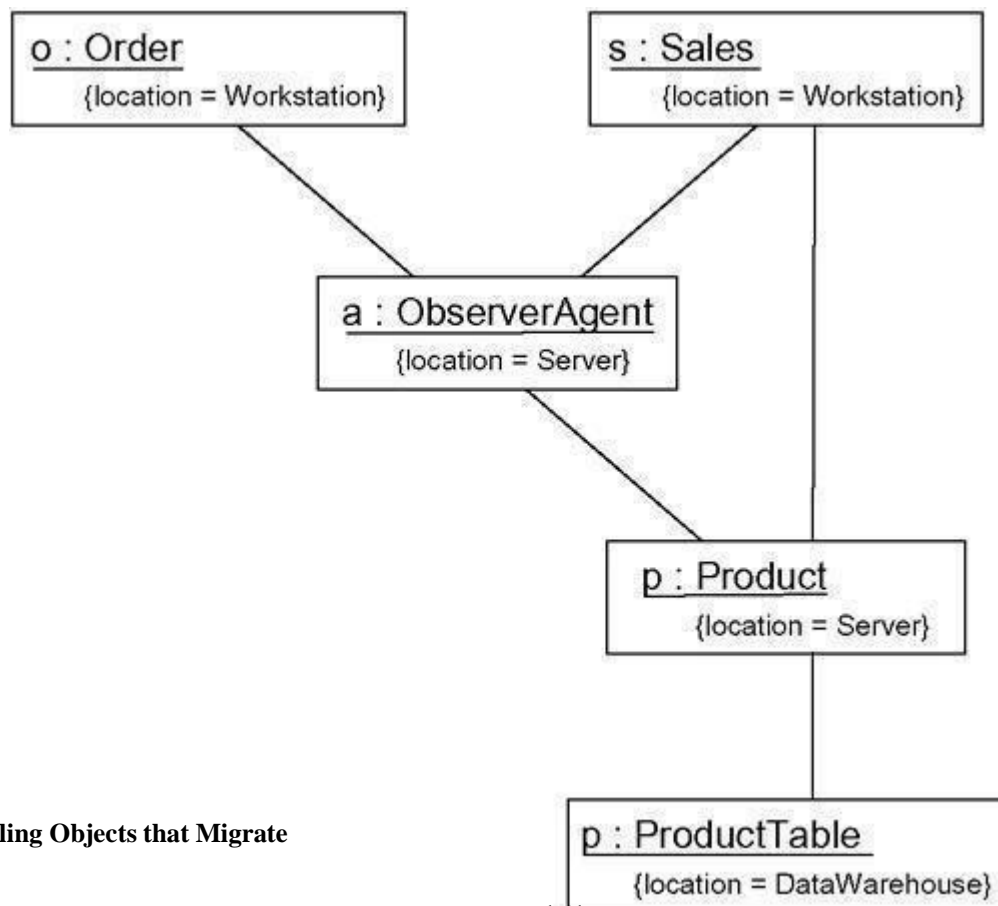 o : Order
{location = Workstation}
s : Sales
{location = Workstation}
a : ObserverAgent
{location = Server}
p : Product
{location = Server}
ling Objects that Migrate
p : ProductTable
{location = DataWarehouse}